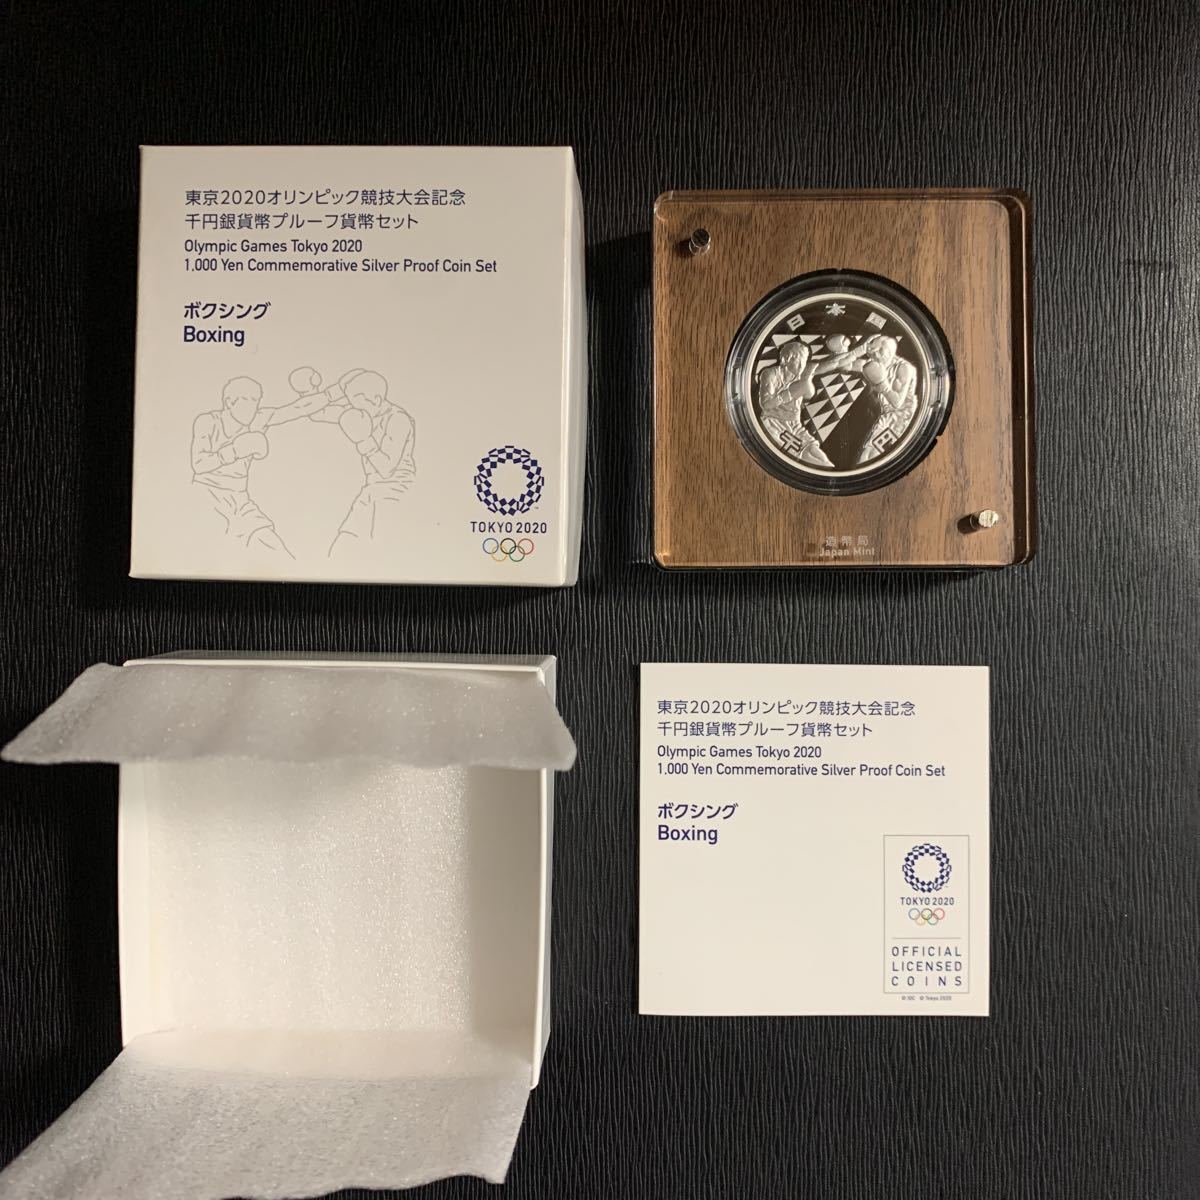 東京2020オリンピック競技大会記念
千円銀貨幣プルーフ貨幣セット
Olympic Games Tokyo 2020
1,000 Yen Commemorative Silver Proof Coin Set
ボクシング
Boxing
TOKYO 2020
日本国
千円
造幣局
Japan Mint
東京2020オリンピック競技大会記念
千円銀貨幣プルーフ貨幣セット
Olympic Games Tokyo 2020
1,000 Yen Commemorative Silver Proof Coin Set
ボクシング
Boxing
TOKYO 2020
OFFICIAL
LICENSED
COINS
© IOC © Tokyo 2020